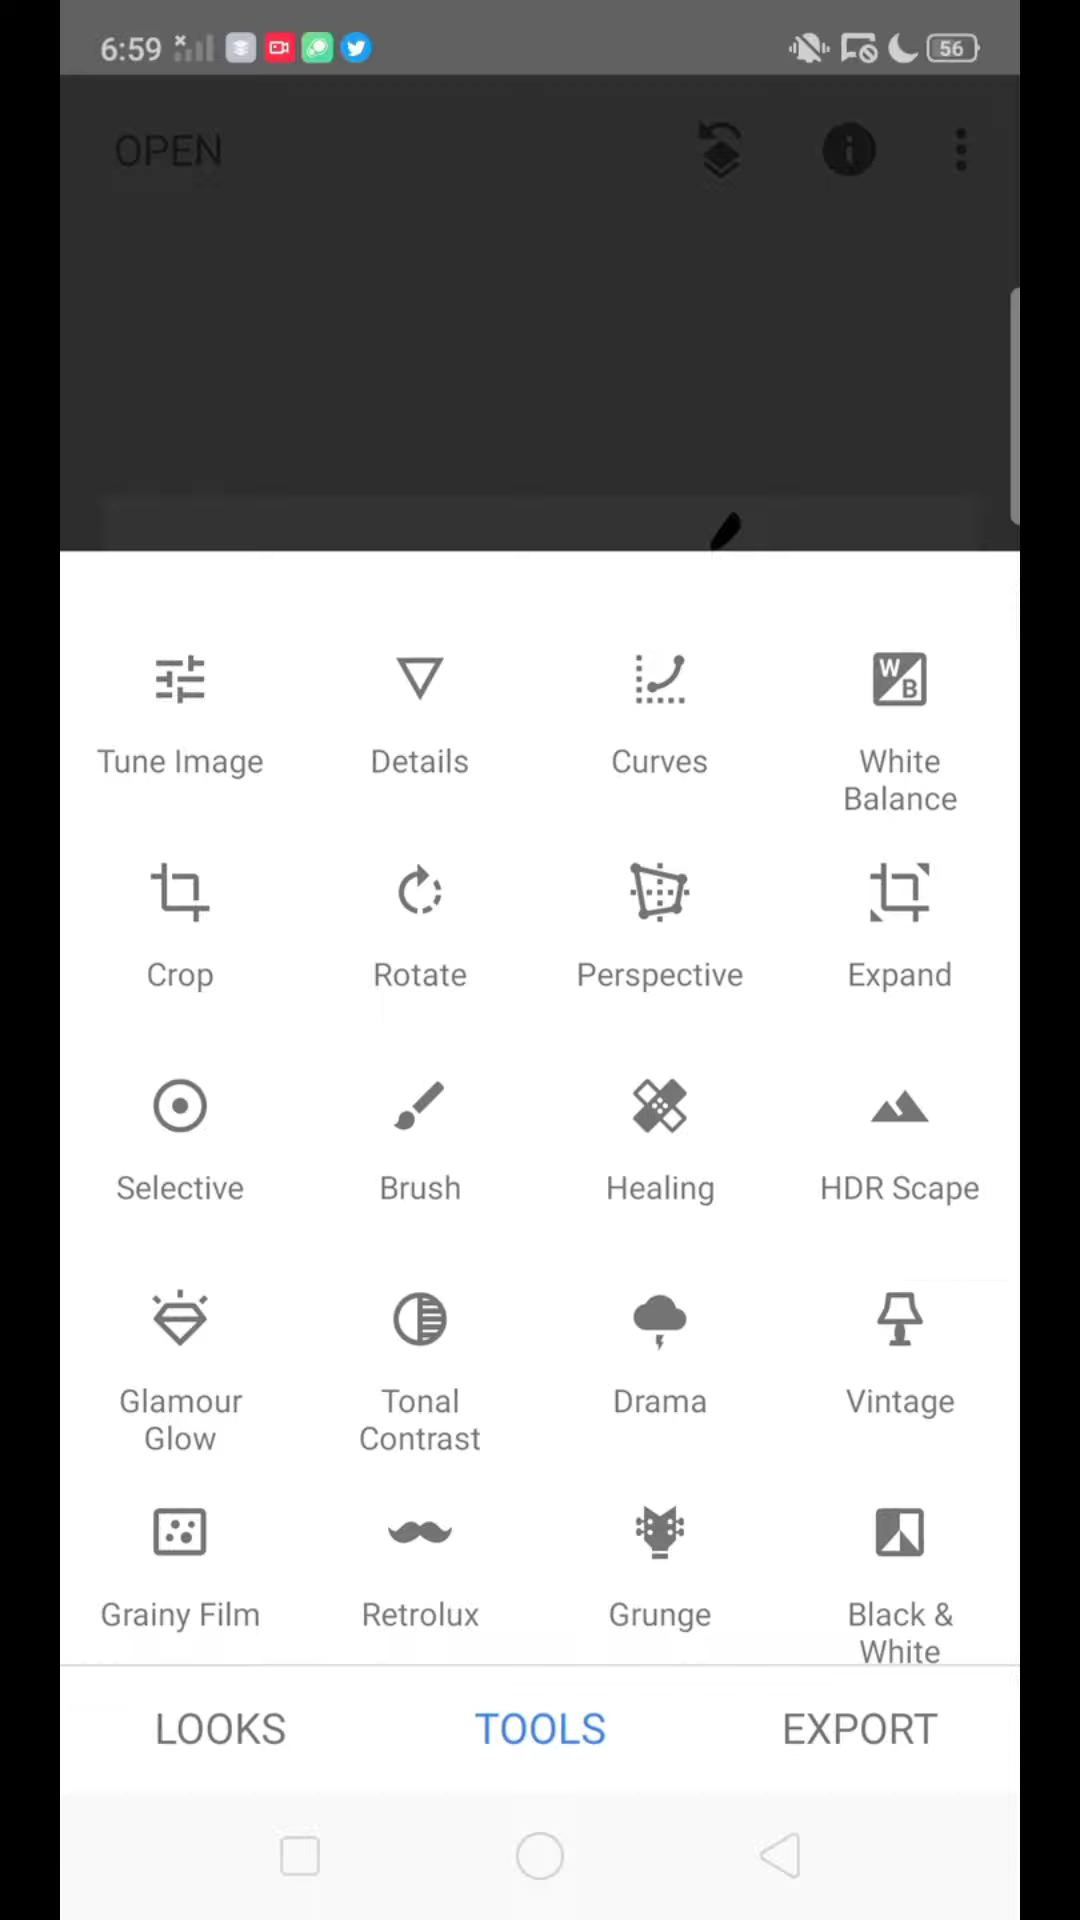 6:59
56
OPEN
Tune Image
Details
Curves
W
B
White
Balance
Crop
Rotate
Perspective
Expand
Selective
Brush
Healing
HDR Scape
Glamour
Glow
Tonal
Contrast
Drama
Vintage
Grainy Film
Retrolux
Grunge
Black &
White
LOOKS
TOOLS
EXPORT